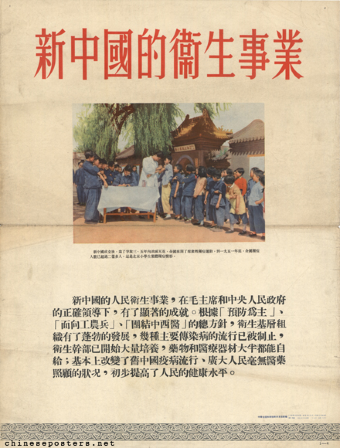 新中國的衞生事業
新中國的人民衞生事業，在毛主席和中央人民政府
的正確領導下，有了顯著的成就。根據「預防爲主」、
「面向工農兵」、「團結中西醫」的總方針，衞生基層組
織有了蓬勃的發展，幾種主要傳染病的流行已被制止，
衞生幹部已開始大量培養，藥物和醫療器材大半都能自
給；基本上改變了舊中國疫病流行、廣大人民毫無醫藥
照顧的狀況，初步提高了人民的健康水平。
chineseposters.net